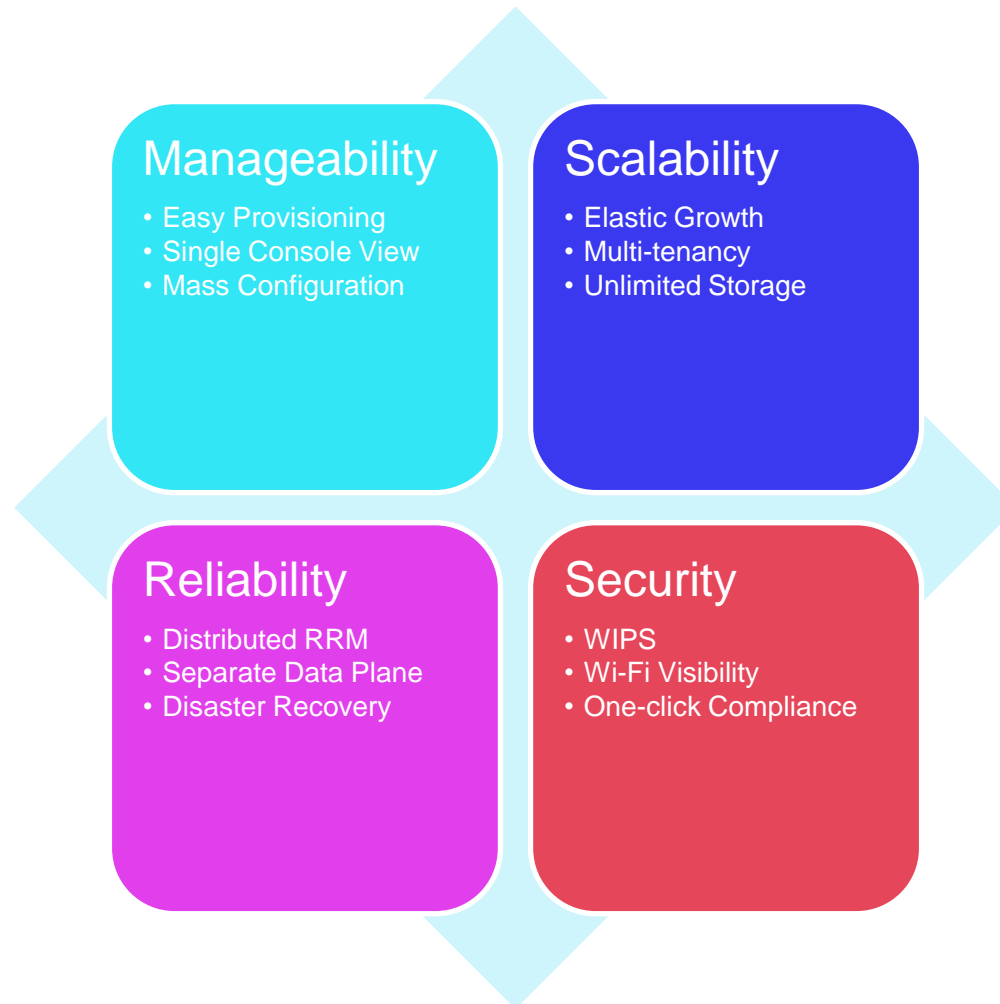 Manageability
• Easy Provisioning
• Single Console View
• Mass Configuration
Scalability
• Elastic Growth
• Multi-tenancy
• Unlimited Storage
Reliability
• Distributed RRM
• Separate Data Plane
• Disaster Recovery
Security
• WIPS
• Wi-Fi Visibility
• One-click Compliance